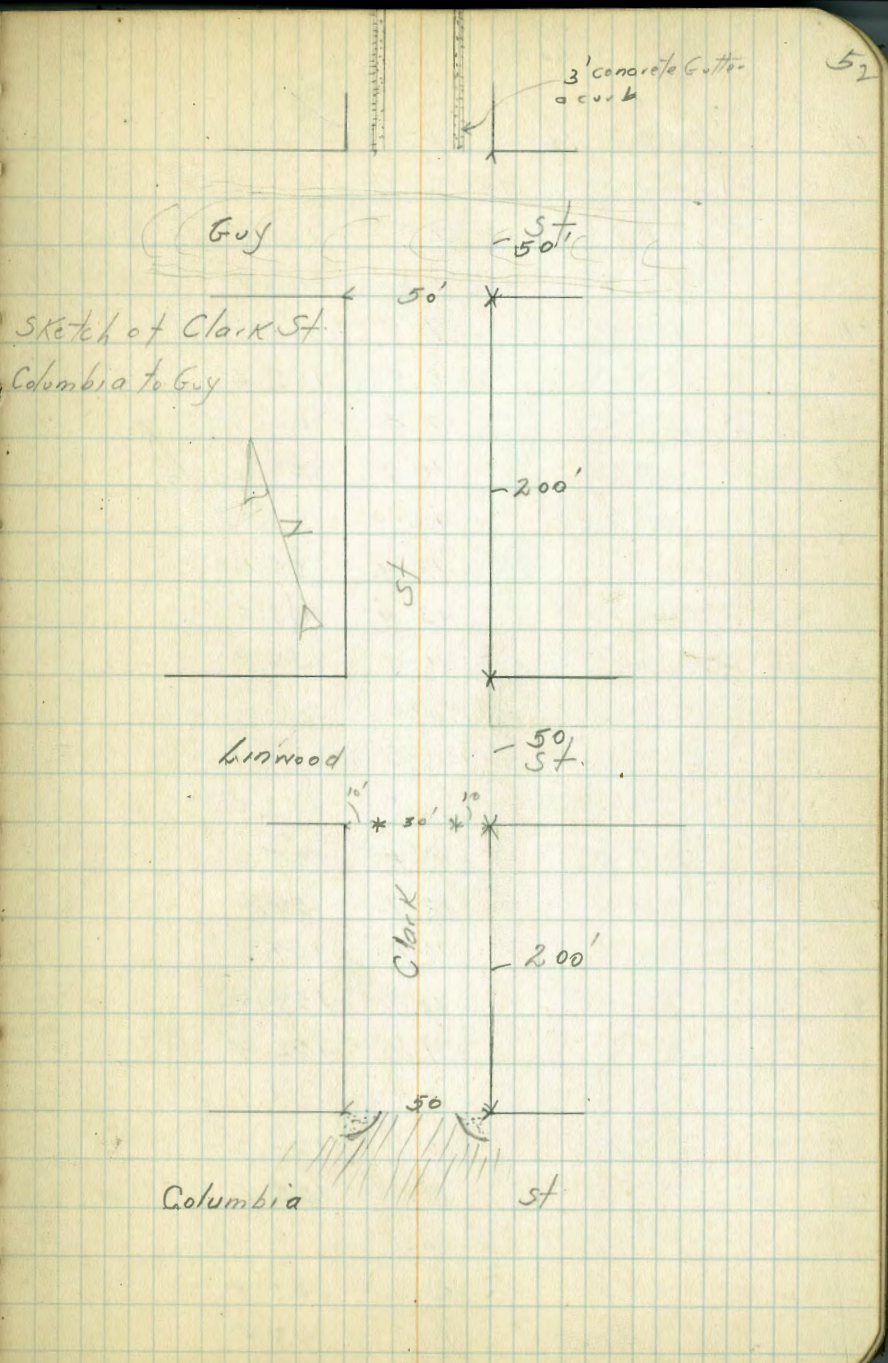 52
3' concrete Gutter
a curb
Guy St.
50'
50'
Sketch of Clark St.
Columbia to Guy
200'
N
St
50
Linwood St.
10' 30' 10
Clark
200'
50
Columbia St